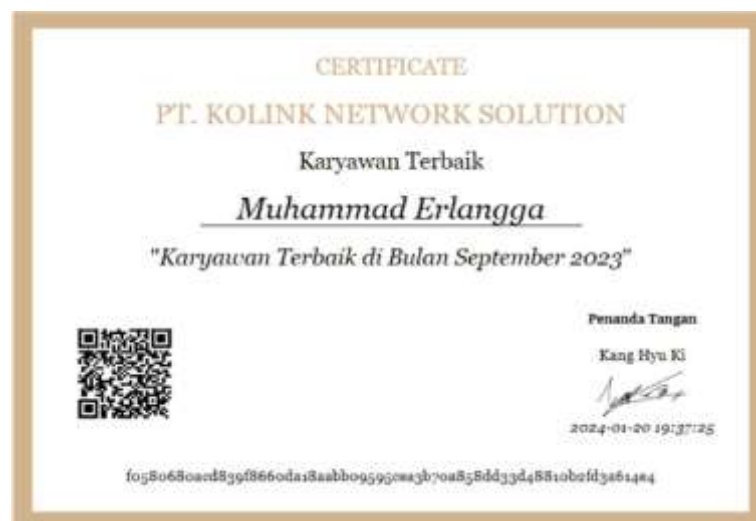 CERTIFICATE
PT. KOLINK NETWORK SOLUTION
Karyawan Terbaik
Muhammad Erlangga
"Karyawan Terbaik di Bulan September 2023"
Penanda Tangan
Kang Hyu Ki
2024-01-20 19:37:25